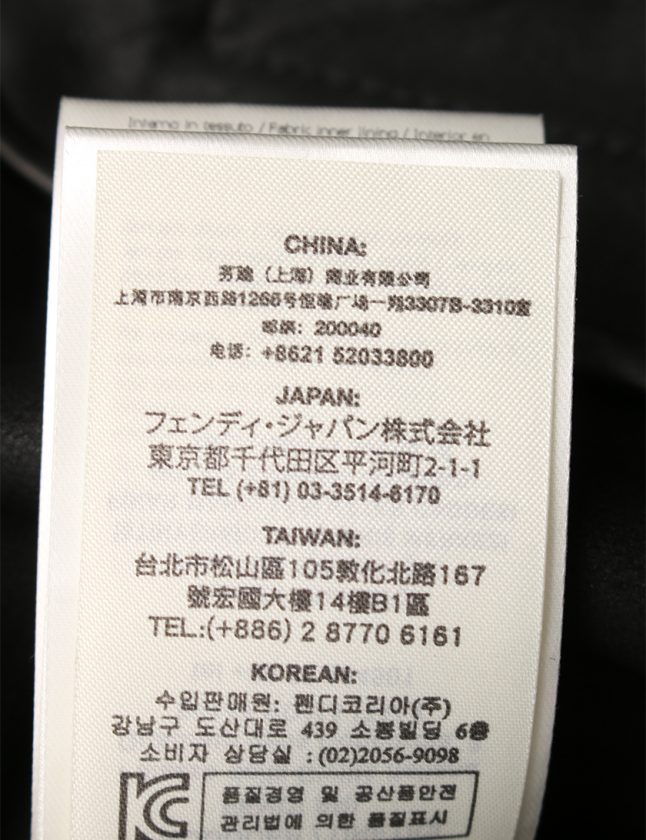 Interno in tessuto / Fabric inner lining / Interior en
CHINA:
芬迪（上海）商业有限公司
上海市南京西路1266号恒隆广场一期3307B-3310室
邮编: 200040
电话: +8621 52033800
JAPAN:
フェンディ・ジャパン株式会社
東京都千代田区平河町2-1-1
TEL (+81) 03-3514-6170
TAIWAN:
台北市松山區105敦化北路167
號宏國大樓14樓B1區
TEL.:(+886) 2 8770 6161
KOREAN:
수입판매원: 펜디코리아(주)
강남구 도산대로 439 소봉빌딩 6층
소비자 상담실 : (02)2056-9098
품질경영 및 공산품안전
관리법에 의한 품질표시